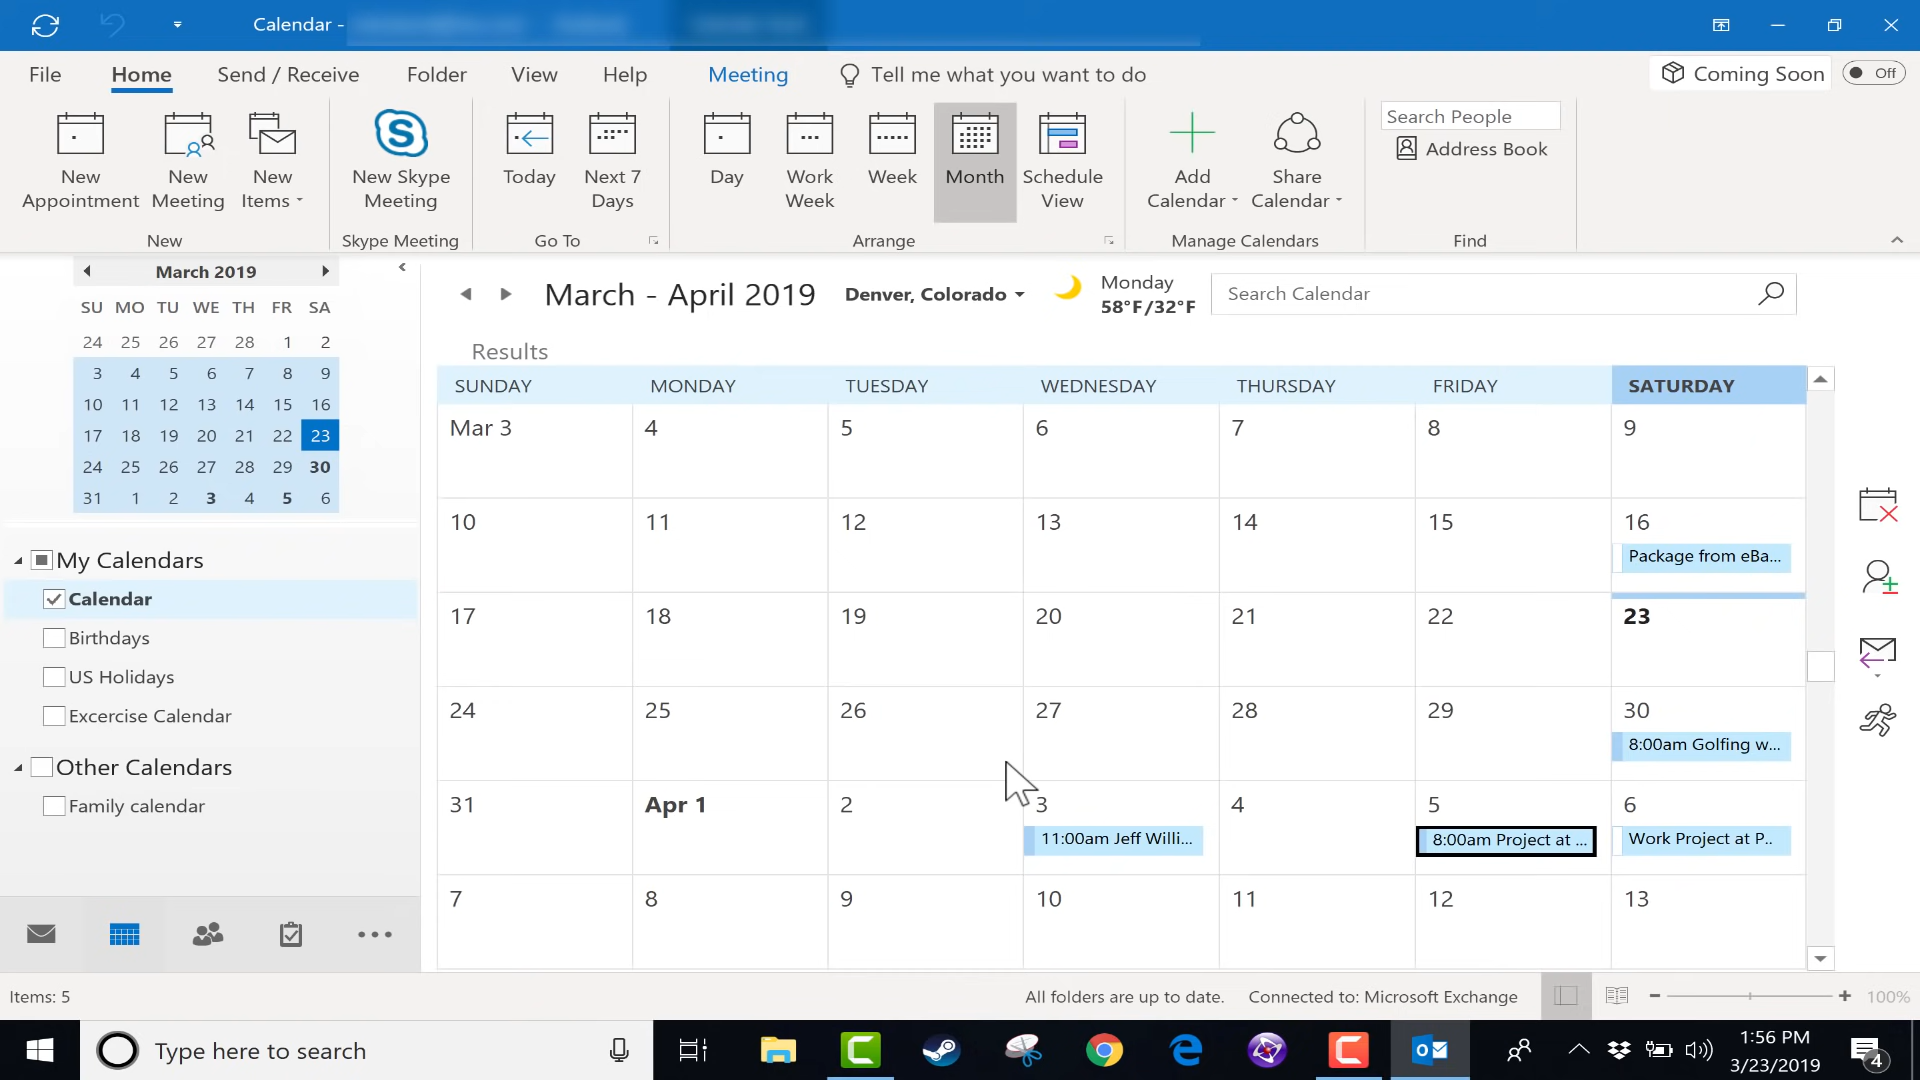 Calendar -
File Home Send / Receive Folder View Help Meeting Tell me what you want to do Coming Soon Off
New Appointment
New Meeting
New Items
New Skype Meeting
Today
Next 7 Days
Day
Work Week
Week
Month
Schedule View
Add Calendar
Share Calendar
Search People
Address Book
New Skype Meeting Go To Arrange Manage Calendars Find
March 2019
SU MO TU WE TH FR SA
24 25 26 27 28 1 2
3 4 5 6 7 8 9
10 11 12 13 14 15 16
17 18 19 20 21 22 23
24 25 26 27 28 29 30
31 1 2 3 4 5 6
My Calendars
Calendar
Birthdays
US Holidays
Excercise Calendar
Other Calendars
Family calendar
March - April 2019 Denver, Colorado
Monday
58°F/32°F
Search Calendar
Results
SUNDAY MONDAY TUESDAY WEDNESDAY THURSDAY FRIDAY SATURDAY
Mar 3 4 5 6 7 8 9
10 11 12 13 14 15 16
Package from eBa...
17 18 19 20 21 22 23
24 25 26 27 28 29 30
8:00am Golfing w...
31 Apr 1 2 3 4 5 6
11:00am Jeff Willi... 8:00am Project at ... Work Project at P..
7 8 9 10 11 12 13
Items: 5 All folders are up to date. Connected to: Microsoft Exchange 100%
Type here to search
1:56 PM
3/23/2019
4